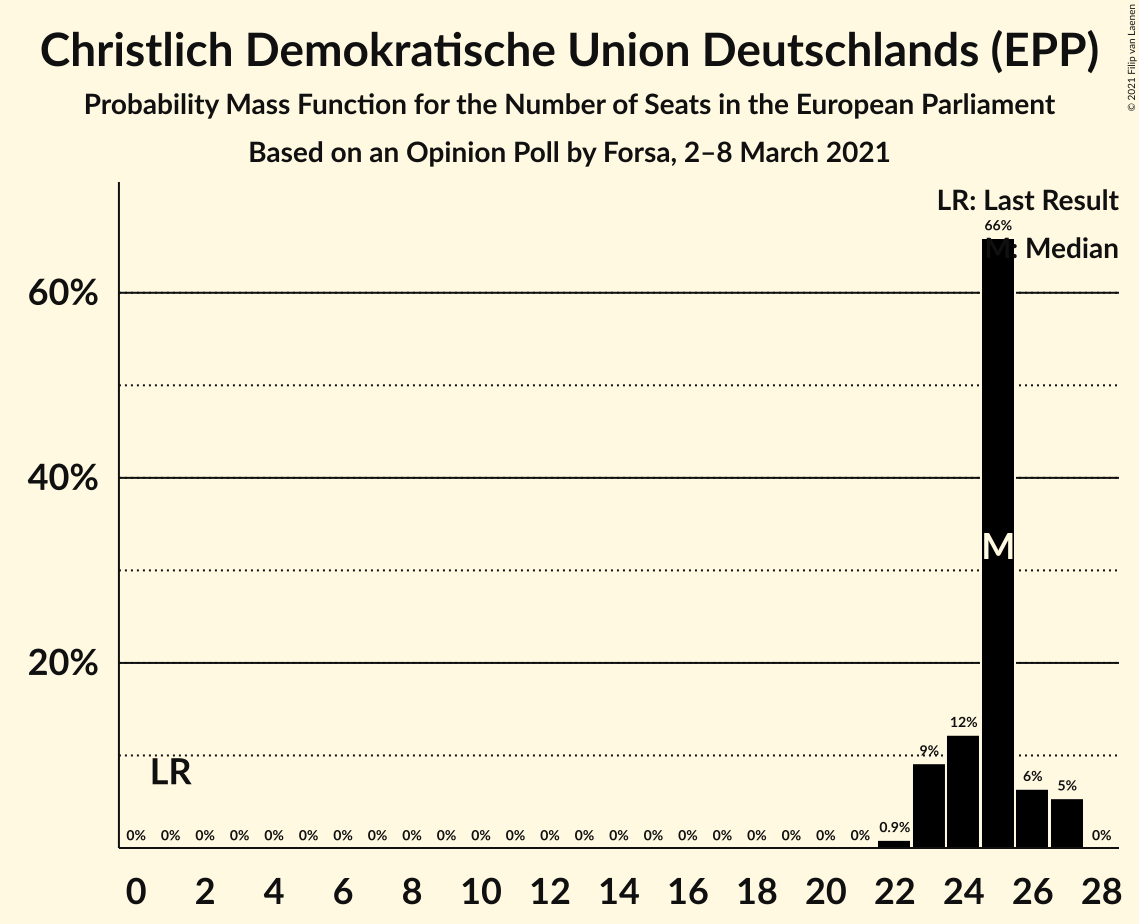 Christlich Demokratische Union Deutschlands (EPP)
Probability Mass Function for the Number of Seats in the European Parliament
Based on an Opinion Poll by Forsa, 2–8 March 2021
© 2021 Filip van Laenen
LR: Last Result
66%
M: Median
60%
40%
M
20%
12%
9%
LR
6%
5%
0% 0% 0% 0% 0% 0% 0% 0% 0% 0% 0% 0% 0% 0% 0% 0% 0% 0% 0% 0% 0% 0% 0.9% 0%
0 2 4 6 8 10 12 14 16 18 20 22 24 26 28